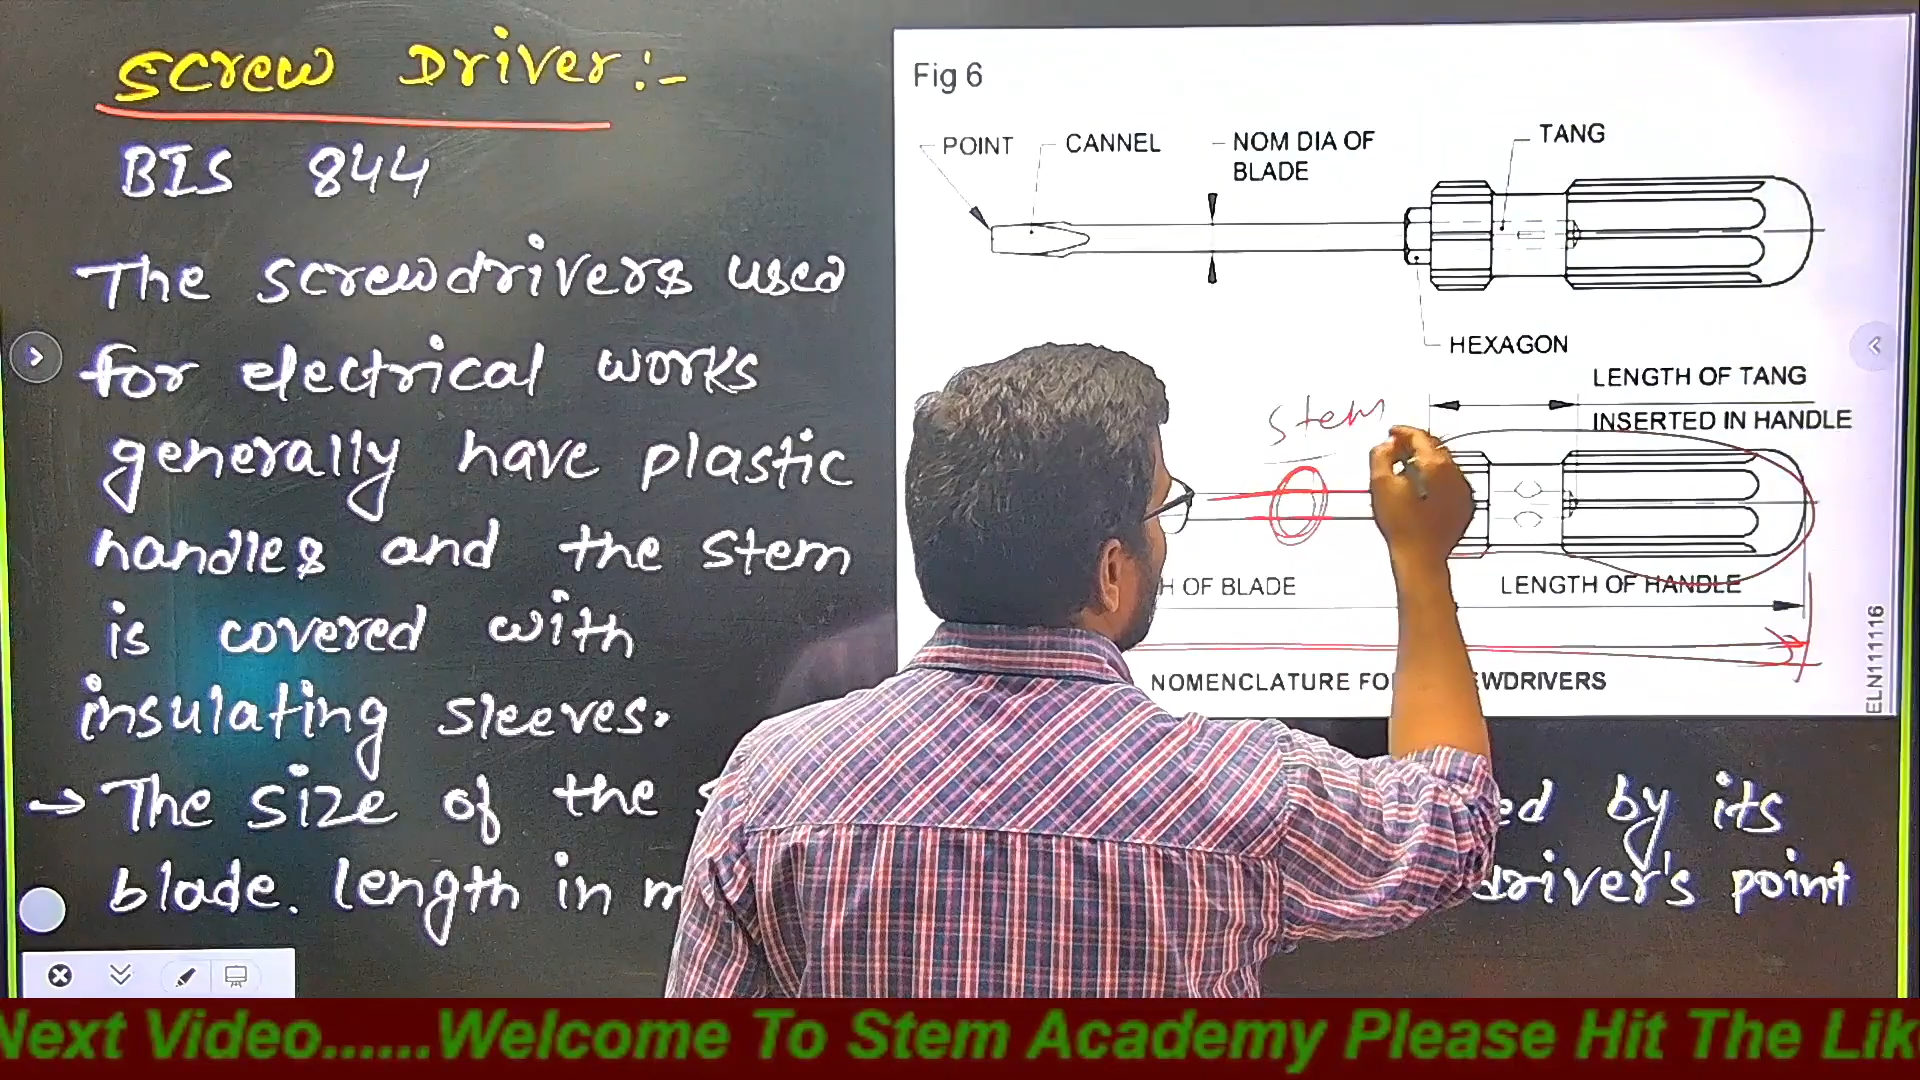 Screw Driver:-
BIS 844
The screwdrivers used
for electrical works
generally have plastic
handles and the stem
is covered with
insulating sleeves.
→ The size of the ed by its
blade. length in driver's point
Fig 6
POINT
CANNEL
NOM DIA OF
BLADE
TANG
HEXAGON
LENGTH OF TANG
INSERTED IN HANDLE
Stem
H OF BLADE
LENGTH OF HANDLE
NOMENCLATURE FO EWDRIVERS
ELN111116
Next Video......Welcome To Stem Academy Please Hit The Lik